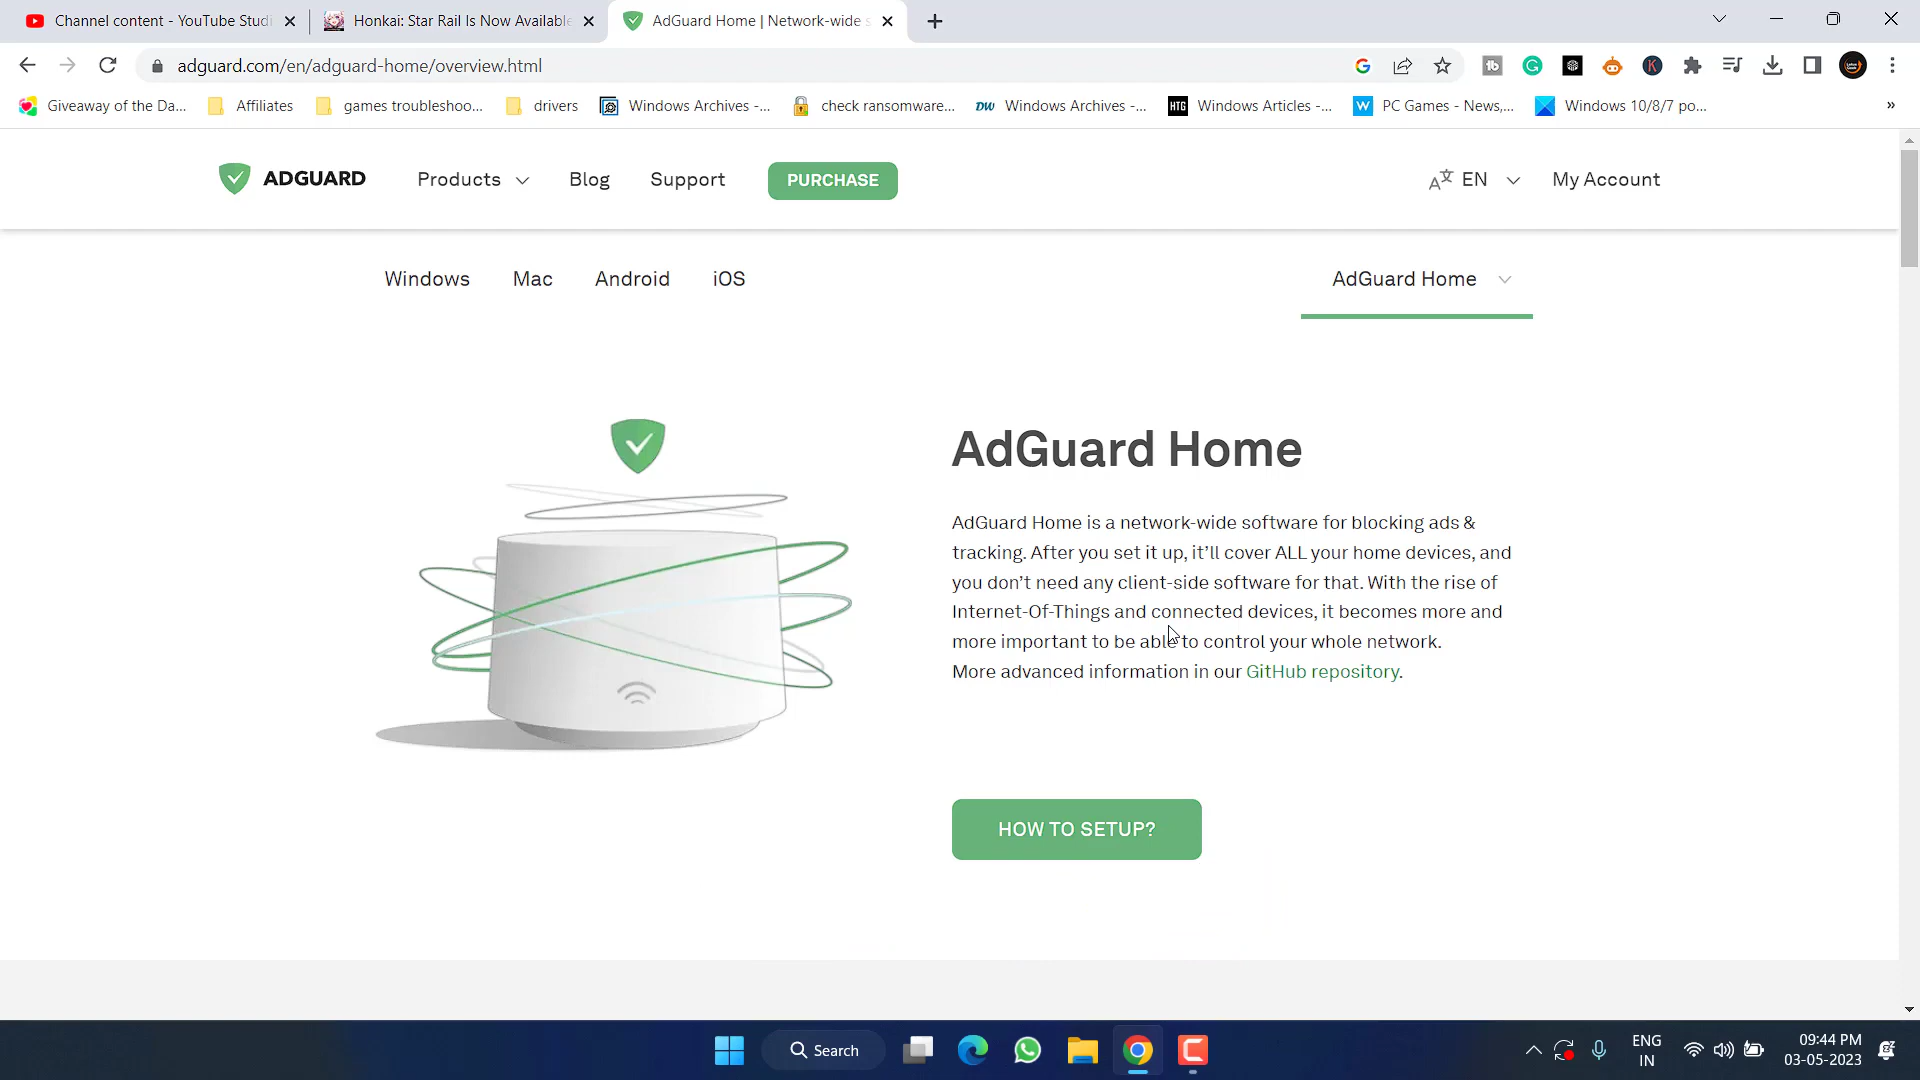 Channel content - YouTube Studi
Honkai: Star Rail Is Now Available
AdGuard Home | Network-wide s
adguard.com/en/adguard-home/overview.html
Giveaway of the Da...
Affiliates
games troubleshoo...
drivers
Windows Archives -...
check ransomware...
DW Windows Archives -...
HTG Windows Articles -...
W PC Games - News,...
Windows 10/8/7 po...
»
ADGUARD
Products
Blog
Support
PURCHASE
EN
My Account
Windows
Mac
Android
iOS
AdGuard Home
AdGuard Home
AdGuard Home is a network-wide software for blocking ads &
tracking. After you set it up, it’ll cover ALL your home devices, and
you don’t need any client-side software for that. With the rise of
Internet-Of-Things and connected devices, it becomes more and
more important to be able to control your whole network.
More advanced information in our GitHub repository.
HOW TO SETUP?
Search
ENG
IN
09:44 PM
03-05-2023